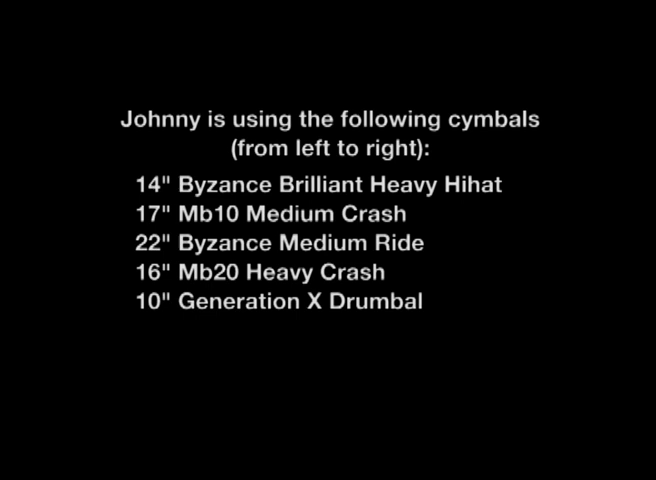 Johnny is using the following cymbals
(from left to right):
14" Byzance Brilliant Heavy Hihat
17" Mb10 Medium Crash
22" Byzance Medium Ride
16" Mb20 Heavy Crash
10" Generation X Drumbal